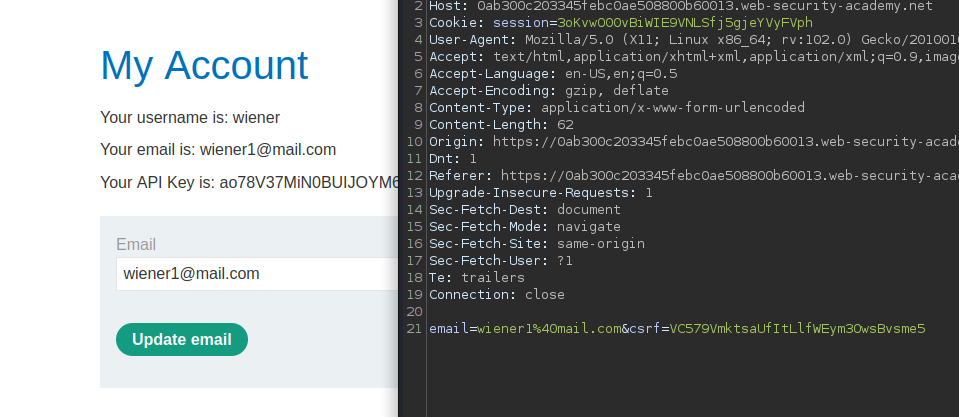 My Account
Your username is: wiener
Your email is: wiener1@mail.com
Your API Key is: ao78V37MiN0BUIJOYM6
Email
wiener1@mail.com
Update email
2 Host: 0ab300c203345febc0ae508800b60013.web-security-academy.net
3 Cookie: session=3oKvwO0OvBiWIE9VNLSfj5gjeYVyFVph
4 User-Agent: Mozilla/5.0 (X11; Linux x86_64; rv:102.0) Gecko/2010010
5 Accept: text/html,application/xhtml+xml,application/xml;q=0.9,imag
6 Accept-Language: en-US,en;q=0.5
7 Accept-Encoding: gzip, deflate
8 Content-Type: application/x-www-form-urlencoded
9 Content-Length: 62
10 Origin: https://0ab300c203345febc0ae508800b60013.web-security-acad
11 Dnt: 1
12 Referer: https://0ab300c203345febc0ae508800b60013.web-security-aca
13 Upgrade-Insecure-Requests: 1
14 Sec-Fetch-Dest: document
15 Sec-Fetch-Mode: navigate
16 Sec-Fetch-Site: same-origin
17 Sec-Fetch-User: ?1
18 Te: trailers
19 Connection: close
20
21 email=wiener1%40mail.com&csrf=VC579VmktsaUfItLlfWEym3OwsBvsme5